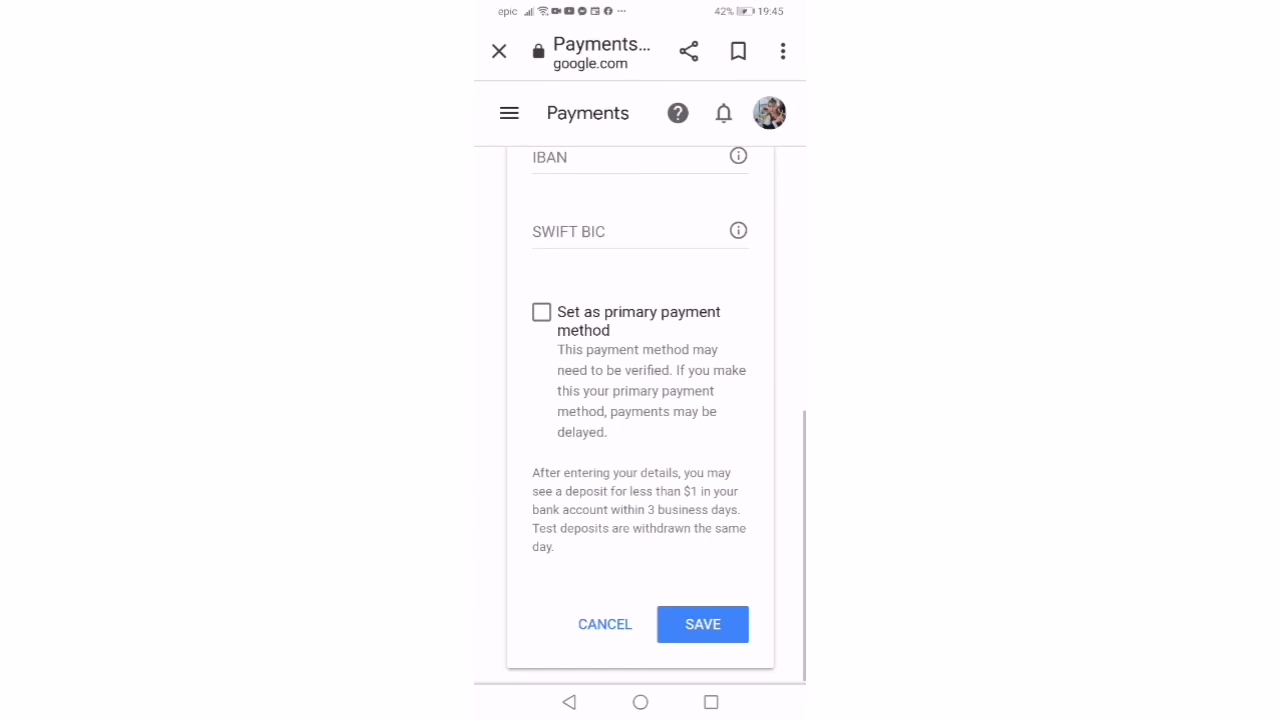 epic 42% 19:45
Payments...
google.com
Payments
IBAN
SWIFT BIC
Set as primary payment
method
This payment method may
need to be verified. If you make
this your primary payment
method, payments may be
delayed.
After entering your details, you may
see a deposit for less than $1 in your
bank account within 3 business days.
Test deposits are withdrawn the same
day.
CANCEL SAVE